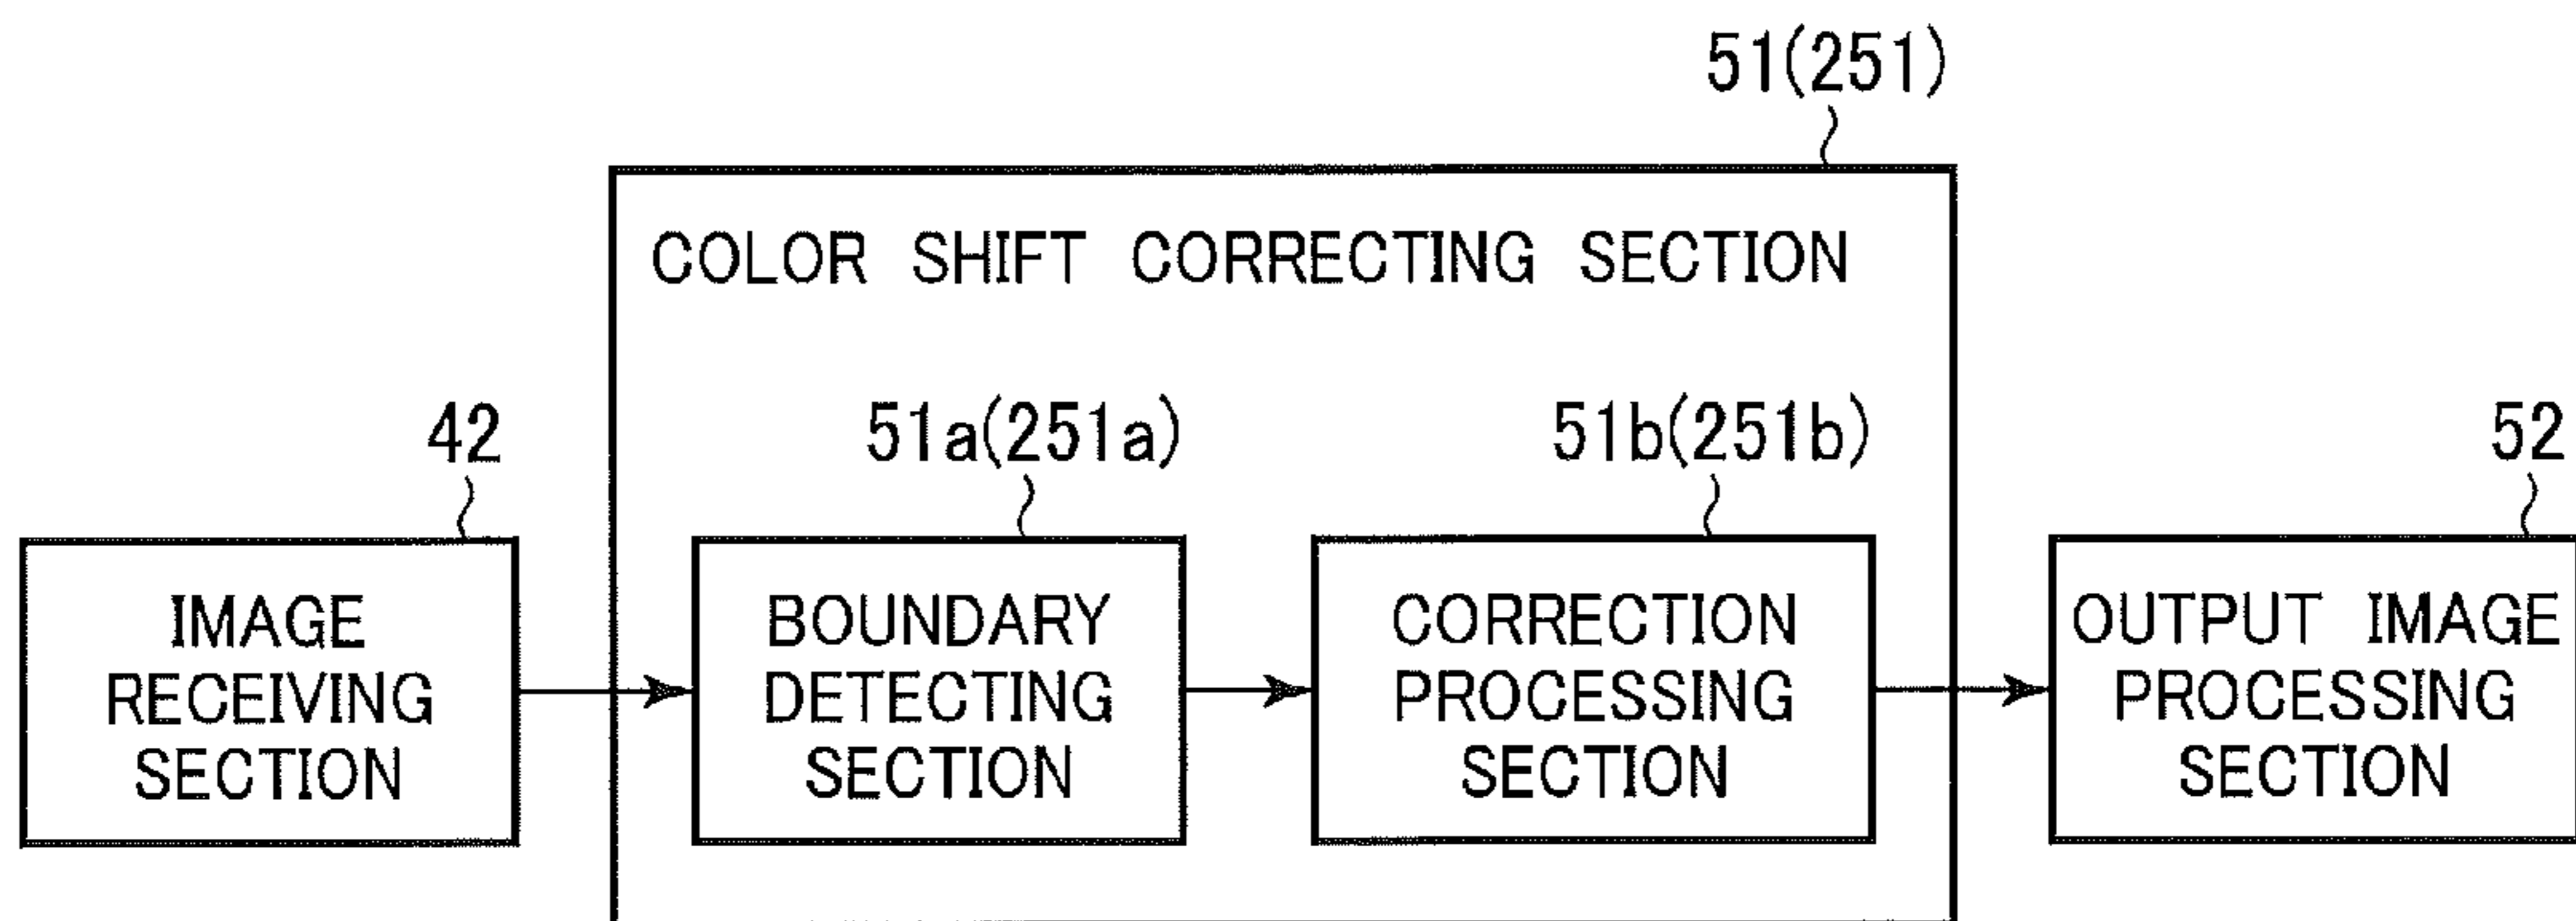 51(251)
COLOR SHIFT CORRECTING SECTION
42
51a(251a)
51b(251b)
52
IMAGE
RECEIVING
SECTION
BOUNDARY
DETECTING
SECTION
CORRECTION
PROCESSING
SECTION
OUTPUT IMAGE
PROCESSING
SECTION